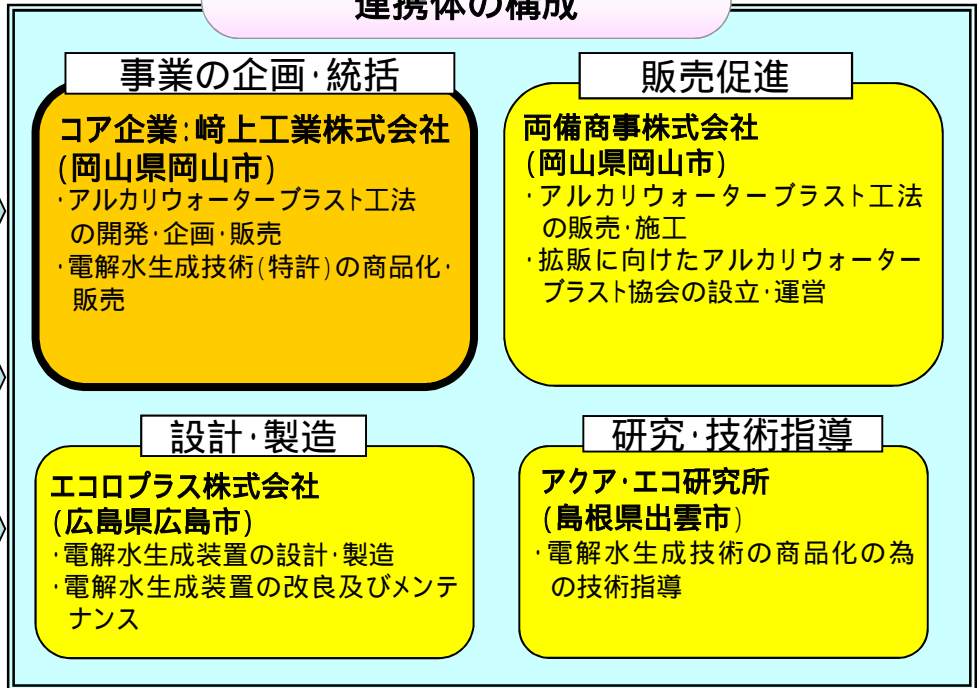 連携体の構成
事業の企画･統括
コア企業:﨑上工業株式会社
(岡山県岡山市)
･アルカリウォーターブラスト工法
の開発･企画･販売
･電解水生成技術(特許)の商品化･
販売
販売促進
両備商事株式会社
(岡山県岡山市)
･アルカリウォーターブラスト工法
の販売･施工
･拡販に向けたアルカリウォーター
ブラスト協会の設立･運営
設計･製造
エコロプラス株式会社
(広島県広島市)
･電解水生成装置の設計･製造
･電解水生成装置の改良及びメンテ
ナンス
研究･技術指導
アクア･エコ研究所
(島根県出雲市)
･電解水生成技術の商品化の為
の技術指導